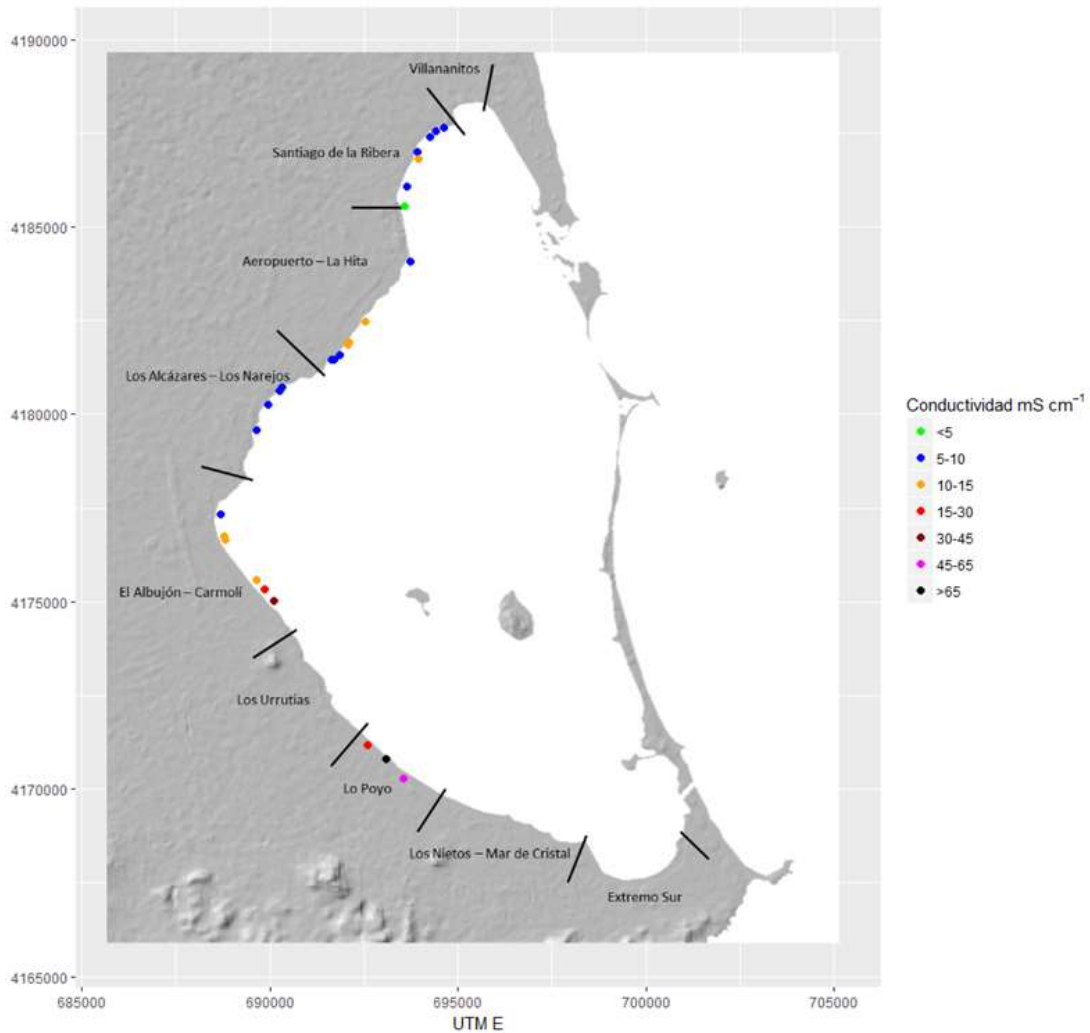 4190000
4185000
4180000
4175000
4170000
4165000
Villananitos
Santiago de la Ribera
Aeropuerto – La Hita
Los Alcázares – Los Narejos
El Albujón – Carmolí
Los Urrutias
Lo Poyo
Los Nietos – Mar de Cristal
Extremo Sur
685000 690000 695000 700000 705000
UTM E
Conductividad mS cm⁻¹
<5
5-10
10-15
15-30
30-45
45-65
>65